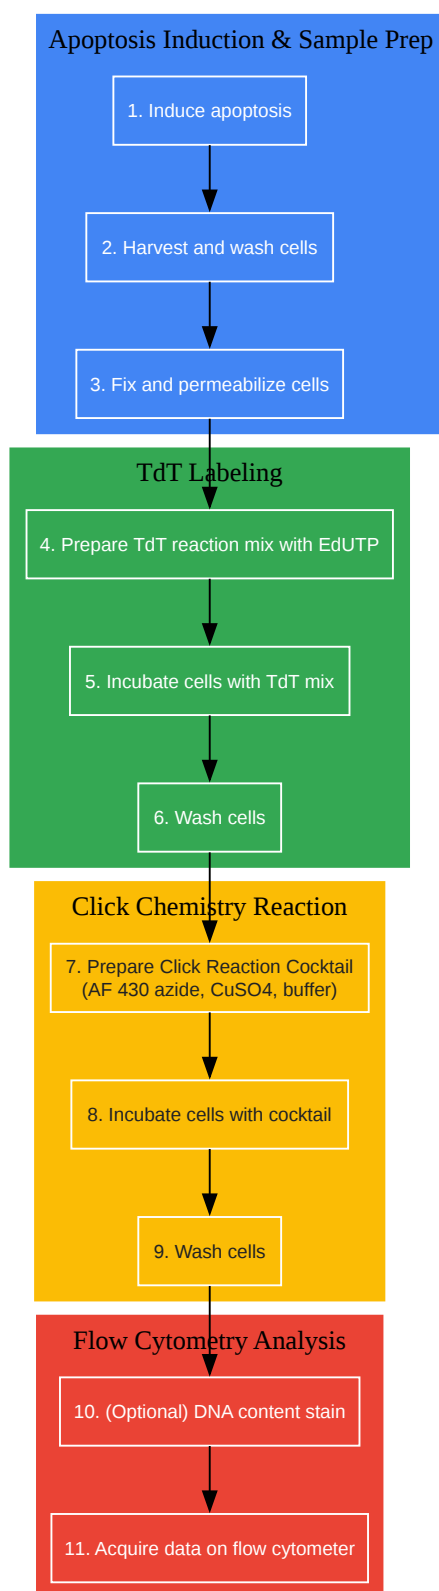 Apoptosis Induction & Sample Prep
1. Induce apoptosis
2. Harvest and wash cells
3. Fix and permeabilize cells
TdT Labeling
4. Prepare TdT reaction mix with EdUTP
5. Incubate cells with TdT mix
6. Wash cells
Click Chemistry Reaction
7. Prepare Click Reaction Cocktail
(AF 430 azide, CuSO4, buffer)
8. Incubate cells with cocktail
9. Wash cells
Flow Cytometry Analysis
10. (Optional) DNA content stain
11. Acquire data on flow cytometer